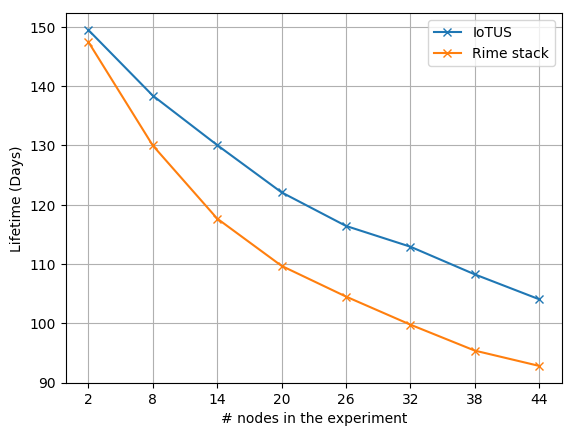 150
140
130
120
110
100
90
Lifetime (Days)
IoTUS
Rime stack
2 8 14 20 26 32 38 44
# nodes in the experiment